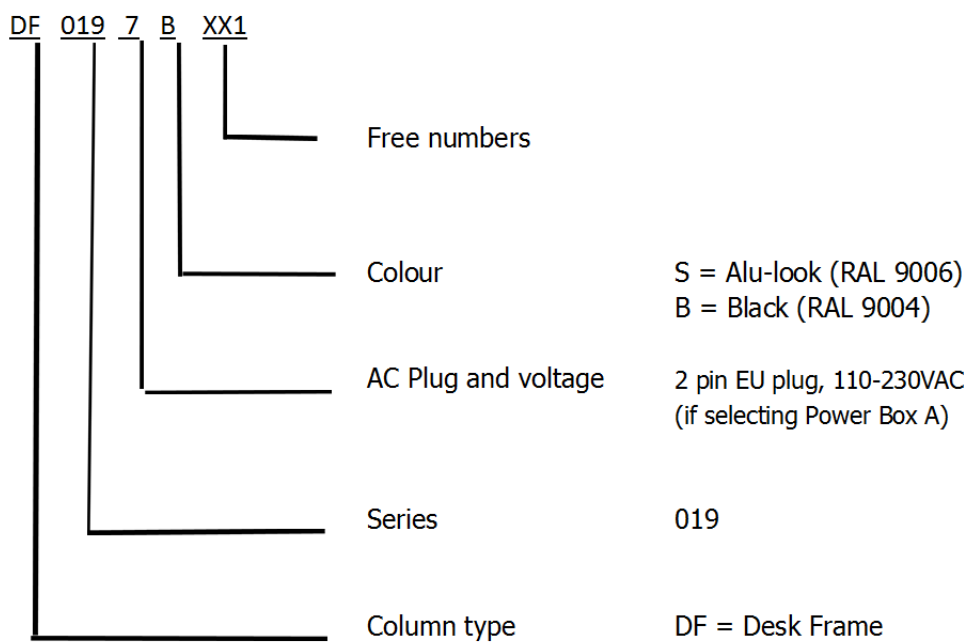 DF 019 7 B XX1
Free numbers
Colour S = Alu-look (RAL 9006)
B = Black (RAL 9004)
AC Plug and voltage 2 pin EU plug, 110-230VAC
(if selecting Power Box A)
Series 019
Column type DF = Desk Frame